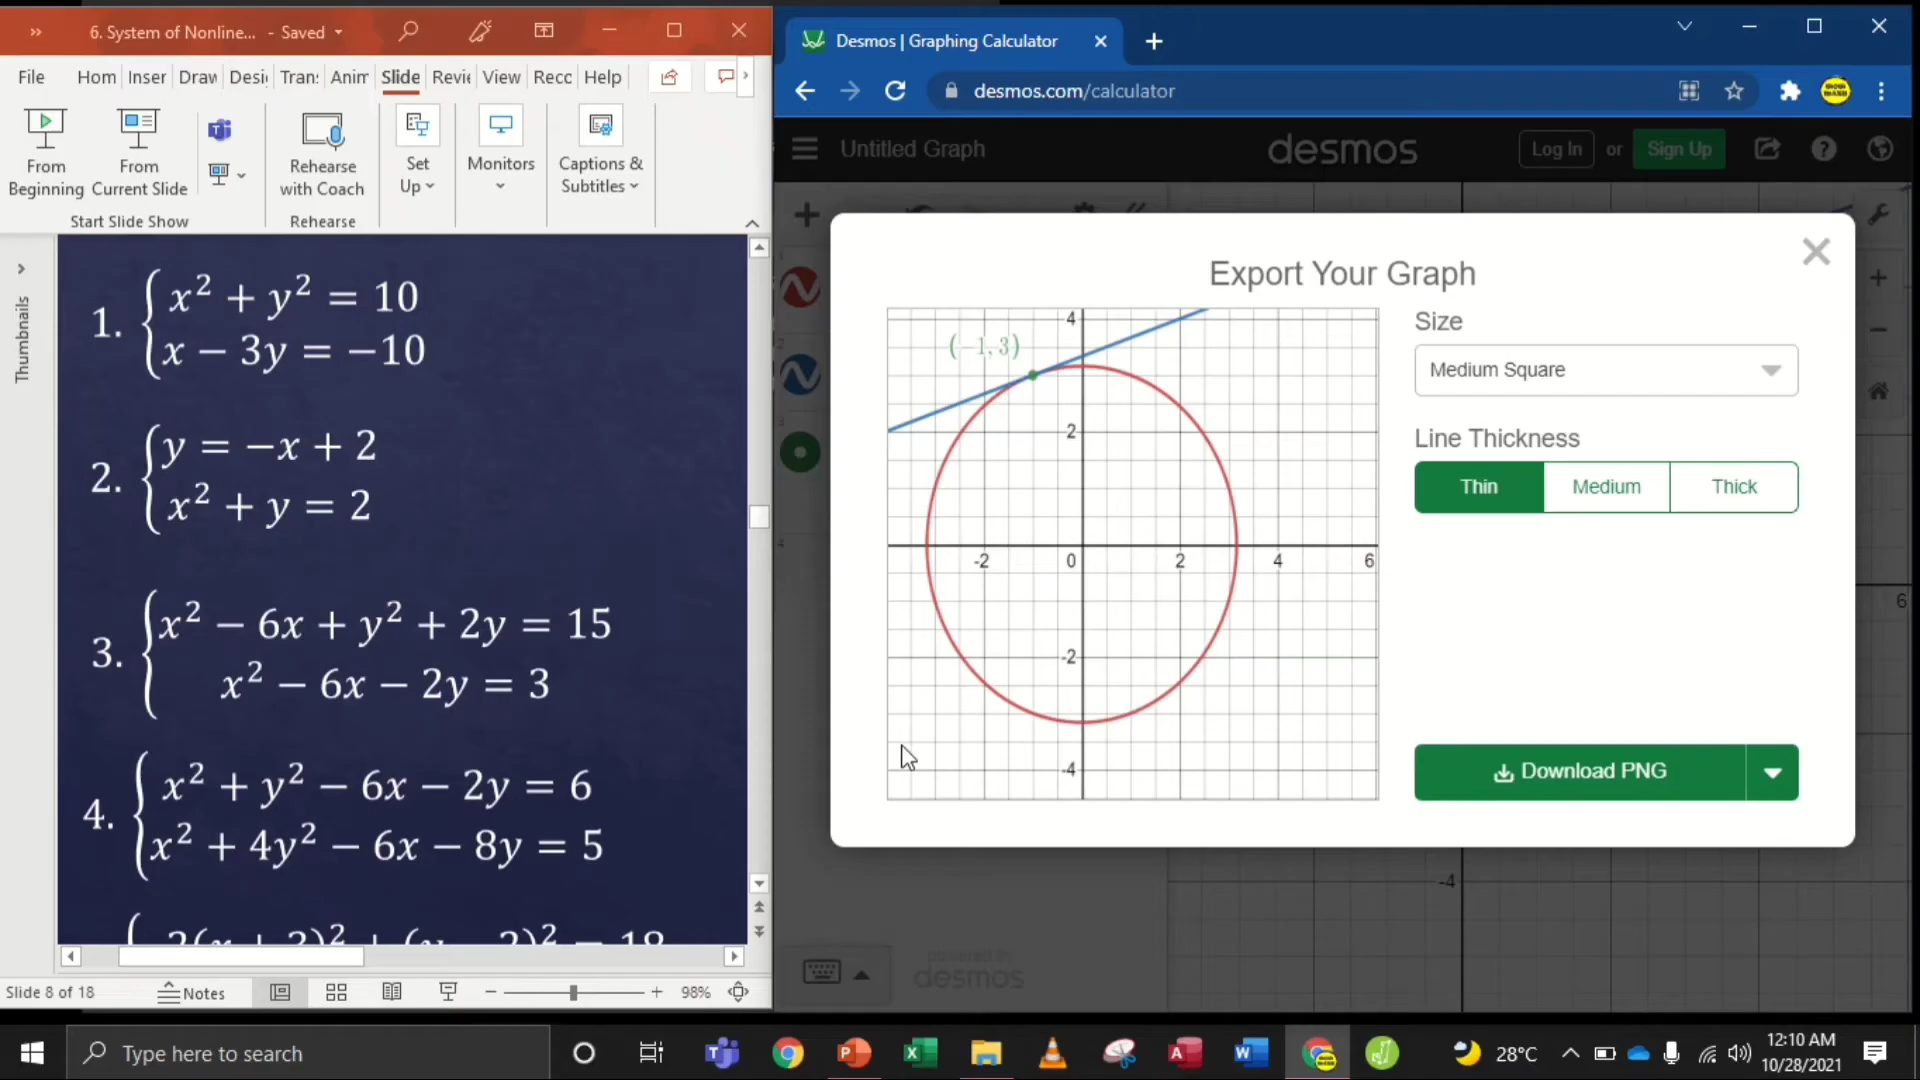 6. System of Nonline... - Saved
File Hom Inser Draw Desi Tran Anim Slide Revie View Recc Help
From Beginning
From Current Slide
Rehearse with Coach
Set Up
Monitors
Captions & Subtitles
Start Slide Show
Rehearse
Thumbnails
1. { x² + y² = 10
x − 3y = −10
2. { y = −x + 2
x² + y = 2
3. { x² − 6x + y² + 2y = 15
x² − 6x − 2y = 3
4. { x² + y² − 6x − 2y = 6
x² + 4y² − 6x − 8y = 5
Slide 8 of 18
Notes
98%
Desmos | Graphing Calculator
desmos.com/calculator
Untitled Graph
desmos
Log In or Sign Up
Export Your Graph
(−1, 3)
4
2
-2 0 2 4 6
-2
-4
Size
Medium Square
Line Thickness
Thin Medium Thick
Download PNG
6
-4
powered by
desmos
Type here to search
28°C
12:10 AM
10/28/2021